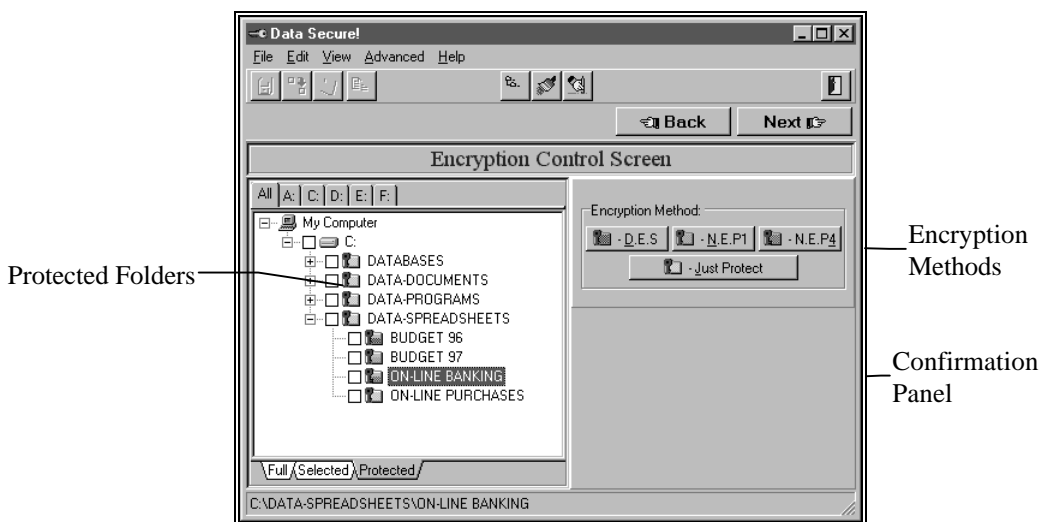 Data Secure!
File Edit View Advanced Help
Back Next
Encryption Control Screen
All A: C: D: E: F:
My Computer
C:
DATABASES
DATA-DOCUMENTS
DATA-PROGRAMS
DATA-SPREADSHEETS
BUDGET 96
BUDGET 97
ON-LINE BANKING
ON-LINE PURCHASES
Full Selected Protected
C:\DATA-SPREADSHEETS\ON-LINE BANKING
Encryption Method:
- D.E.S - N.E.P1 - N.E.P4
- Just Protect
Protected Folders
Encryption
Methods
Confirmation
Panel